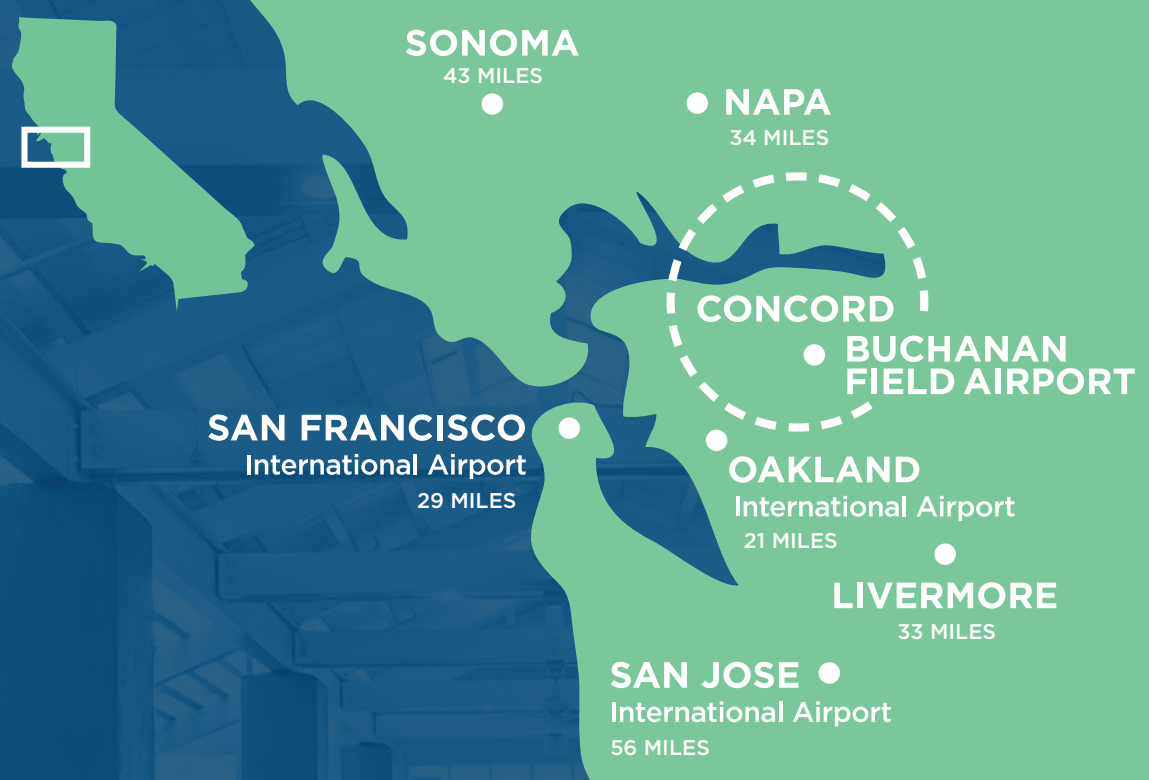 SONOMA
43 MILES
NAPA
34 MILES
CONCORD
BUCHANAN
FIELD AIRPORT
SAN FRANCISCO
International Airport
29 MILES
OAKLAND
International Airport
21 MILES
LIVERMORE
33 MILES
SAN JOSE
International Airport
56 MILES